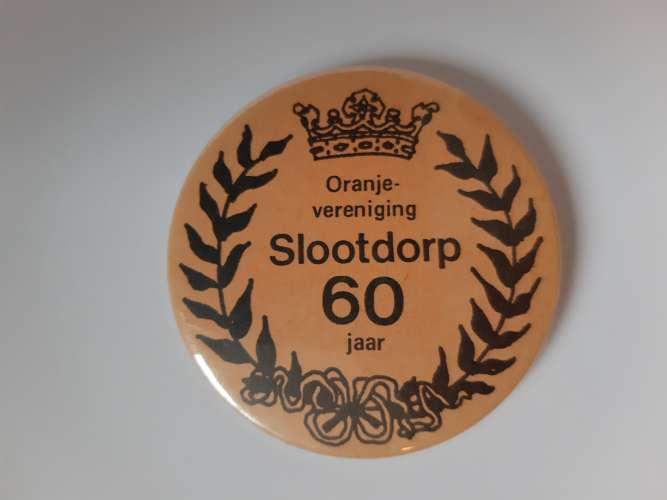 Oranje-
vereniging
Slootdorp
60
jaar